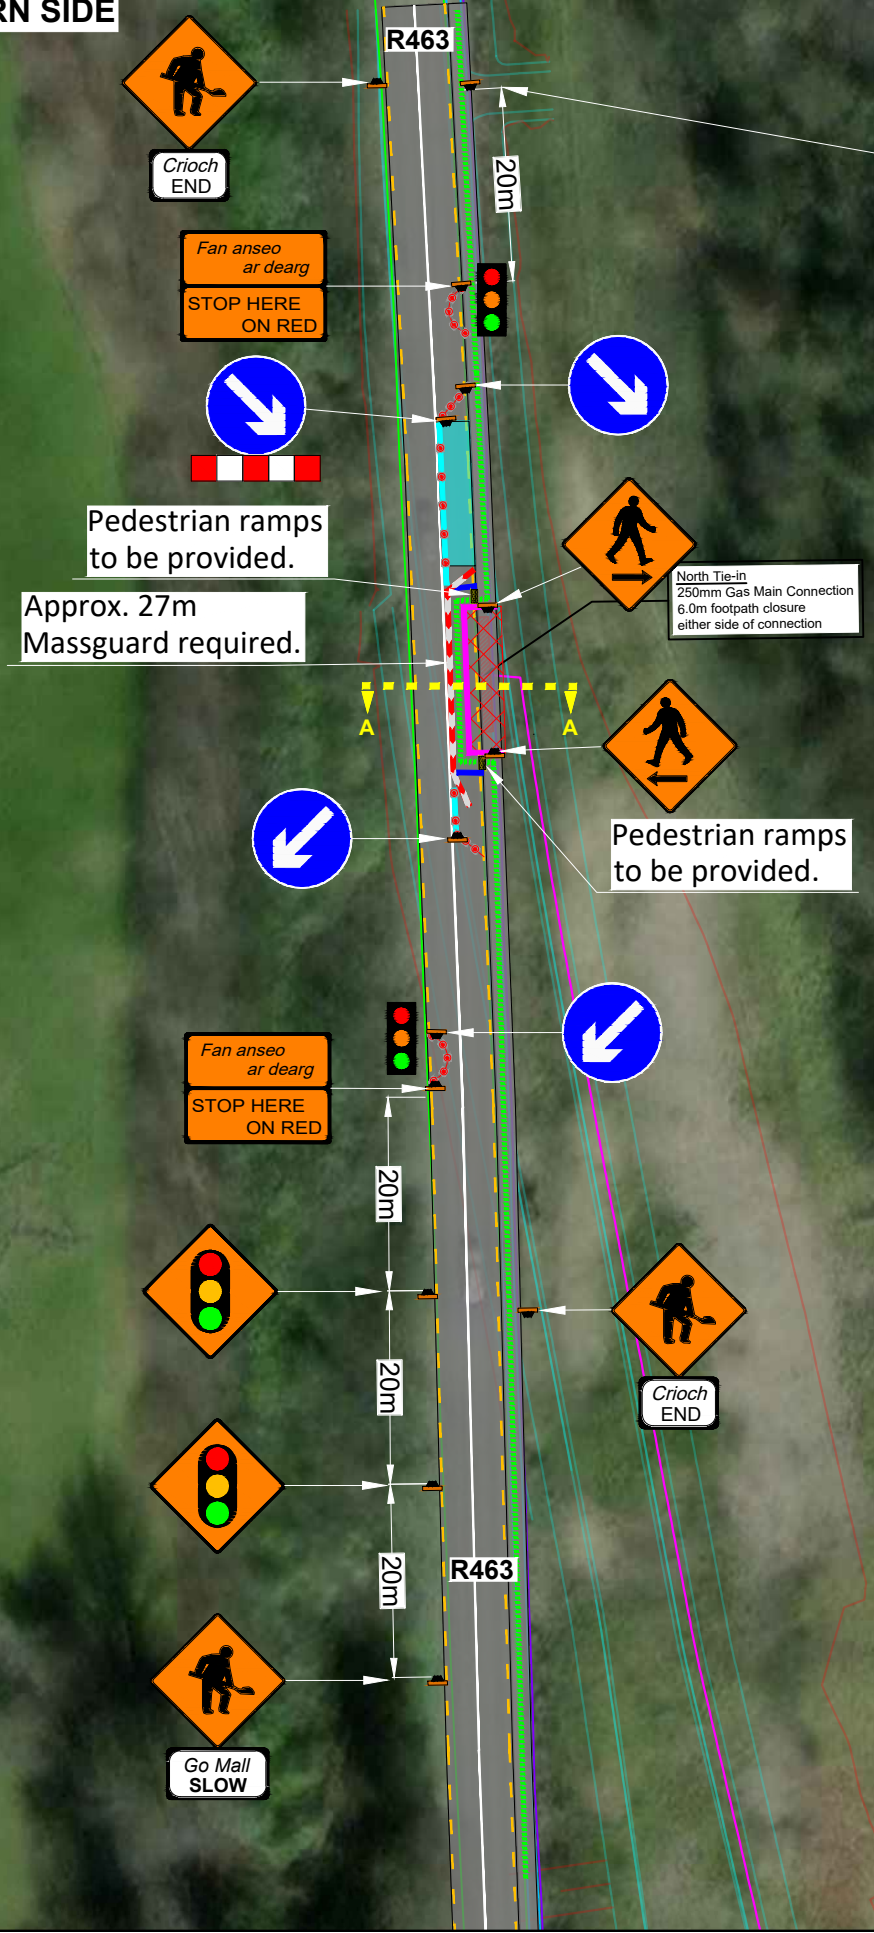 RN SIDE
R463
Crioch
END
20m
Fan anseo
ar dearg
STOP HERE
ON RED
Pedestrian ramps
to be provided.
North Tie-in
250mm Gas Main Connection
6.0m footpath closure
either side of connection
Approx. 27m
Massguard required.
A
A
Pedestrian ramps
to be provided.
Fan anseo
ar dearg
STOP HERE
ON RED
20m
20m
Crioch
END
20m
R463
Go Mall
SLOW